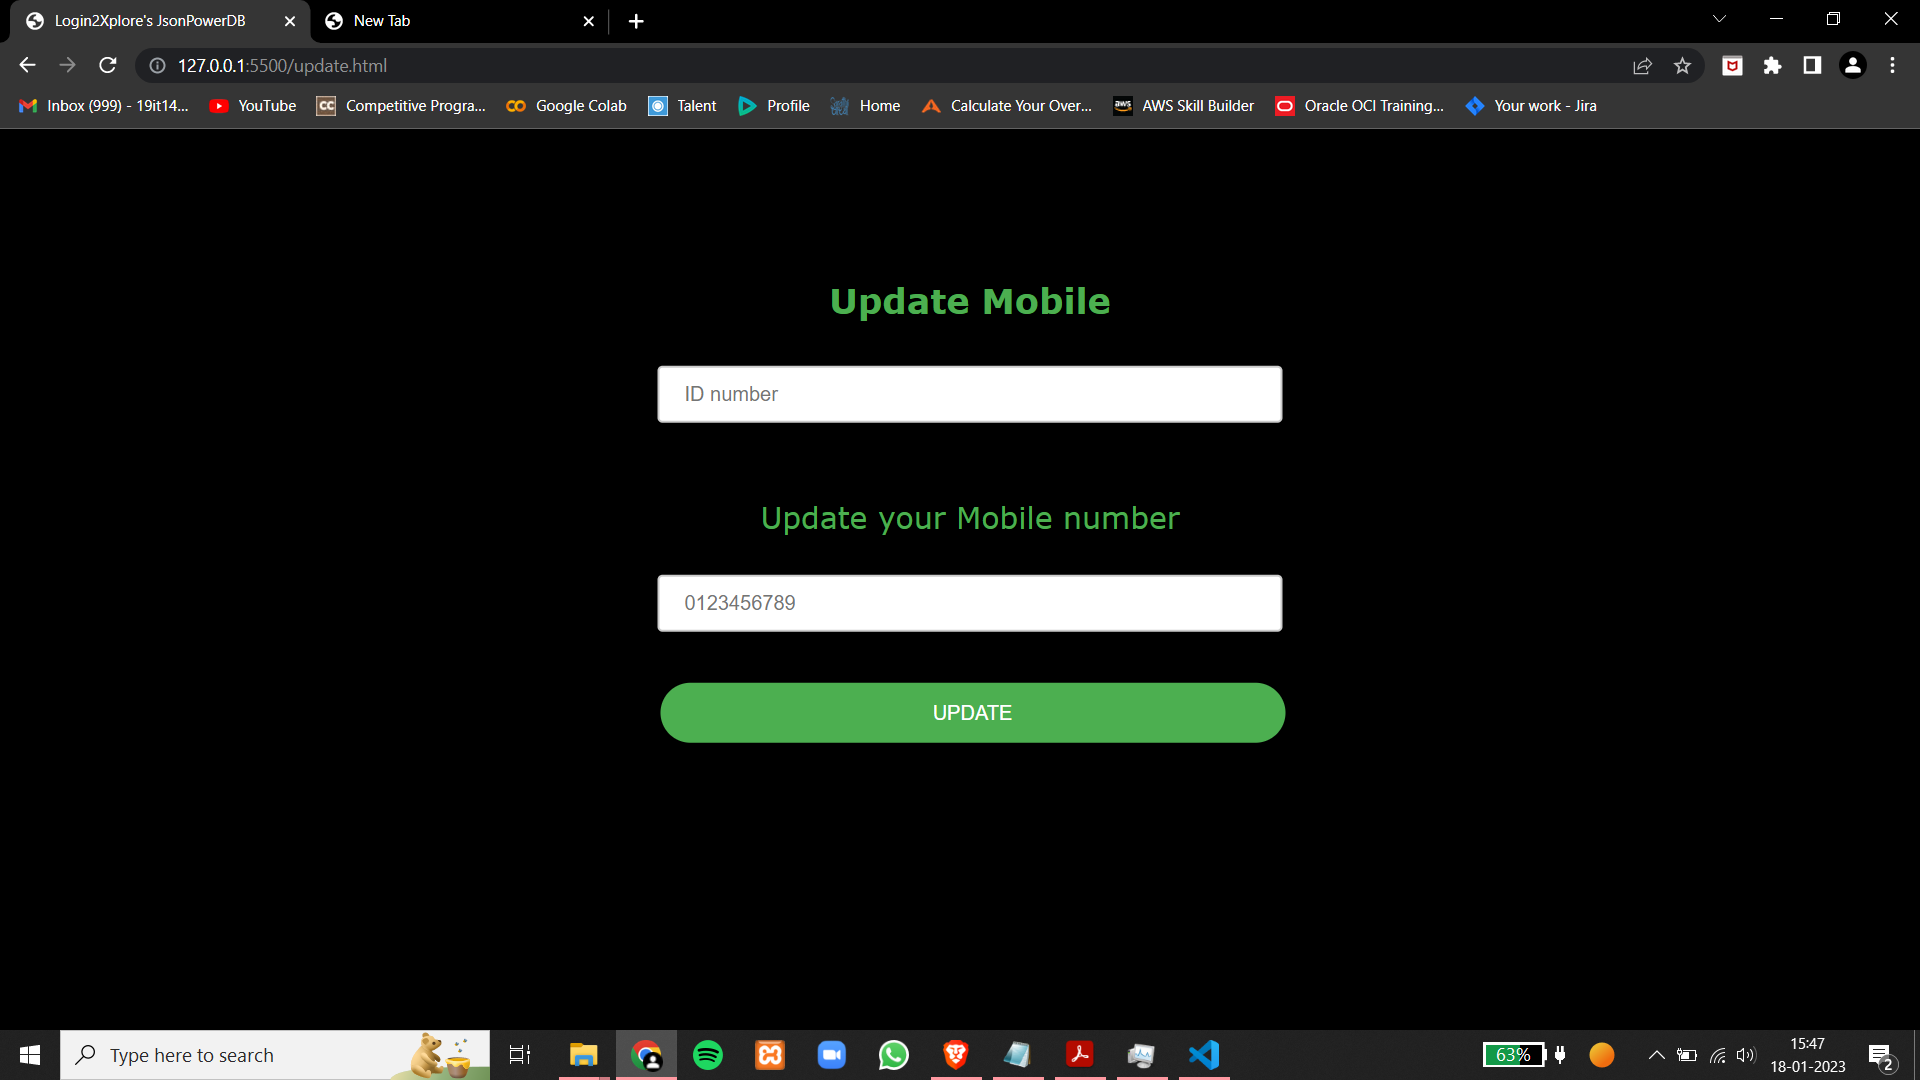 Login2Xplore's JsonPowerDB
New Tab
127.0.0.1:5500/update.html
Inbox (999) - 19it14...
YouTube
CC
Competitive Progra...
Google Colab
Talent
Profile
Home
Calculate Your Over...
aws
AWS Skill Builder
Oracle OCI Training...
Your work - Jira
Update Mobile
ID number
Update your Mobile number
0123456789
UPDATE
Type here to search
63%
15:47
18-01-2023
2